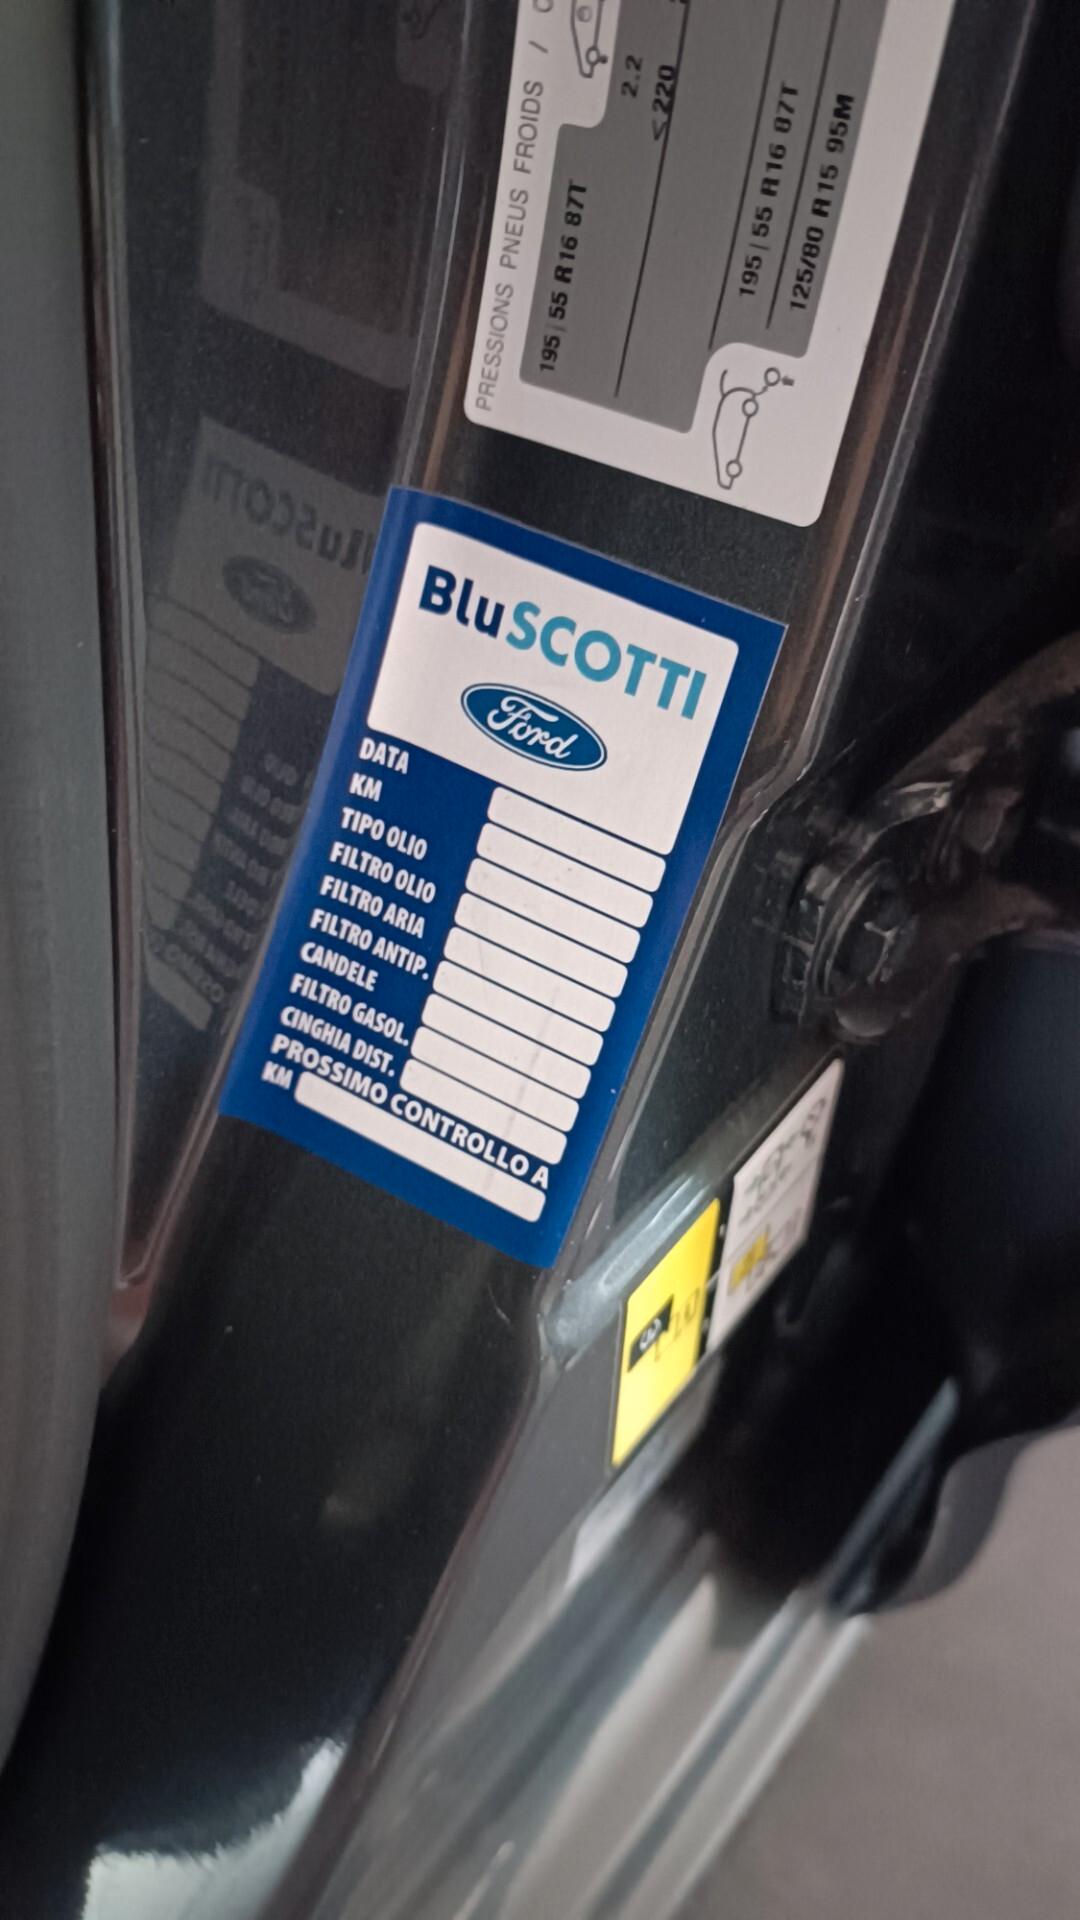 PRESSIONS PNEUS FROIDS /
2.2
≤ 220
195 | 55 R16 87T
195 | 55 R16 87T
125/80 R15 95M
BluSCOTTI
Ford
DATA
KM
TIPO OLIO
FILTRO OLIO
FILTRO ARIA
FILTRO ANTIP.
CANDELE
FILTRO GASOL.
CINGHIA DIST.
PROSSIMO CONTROLLO A
KM